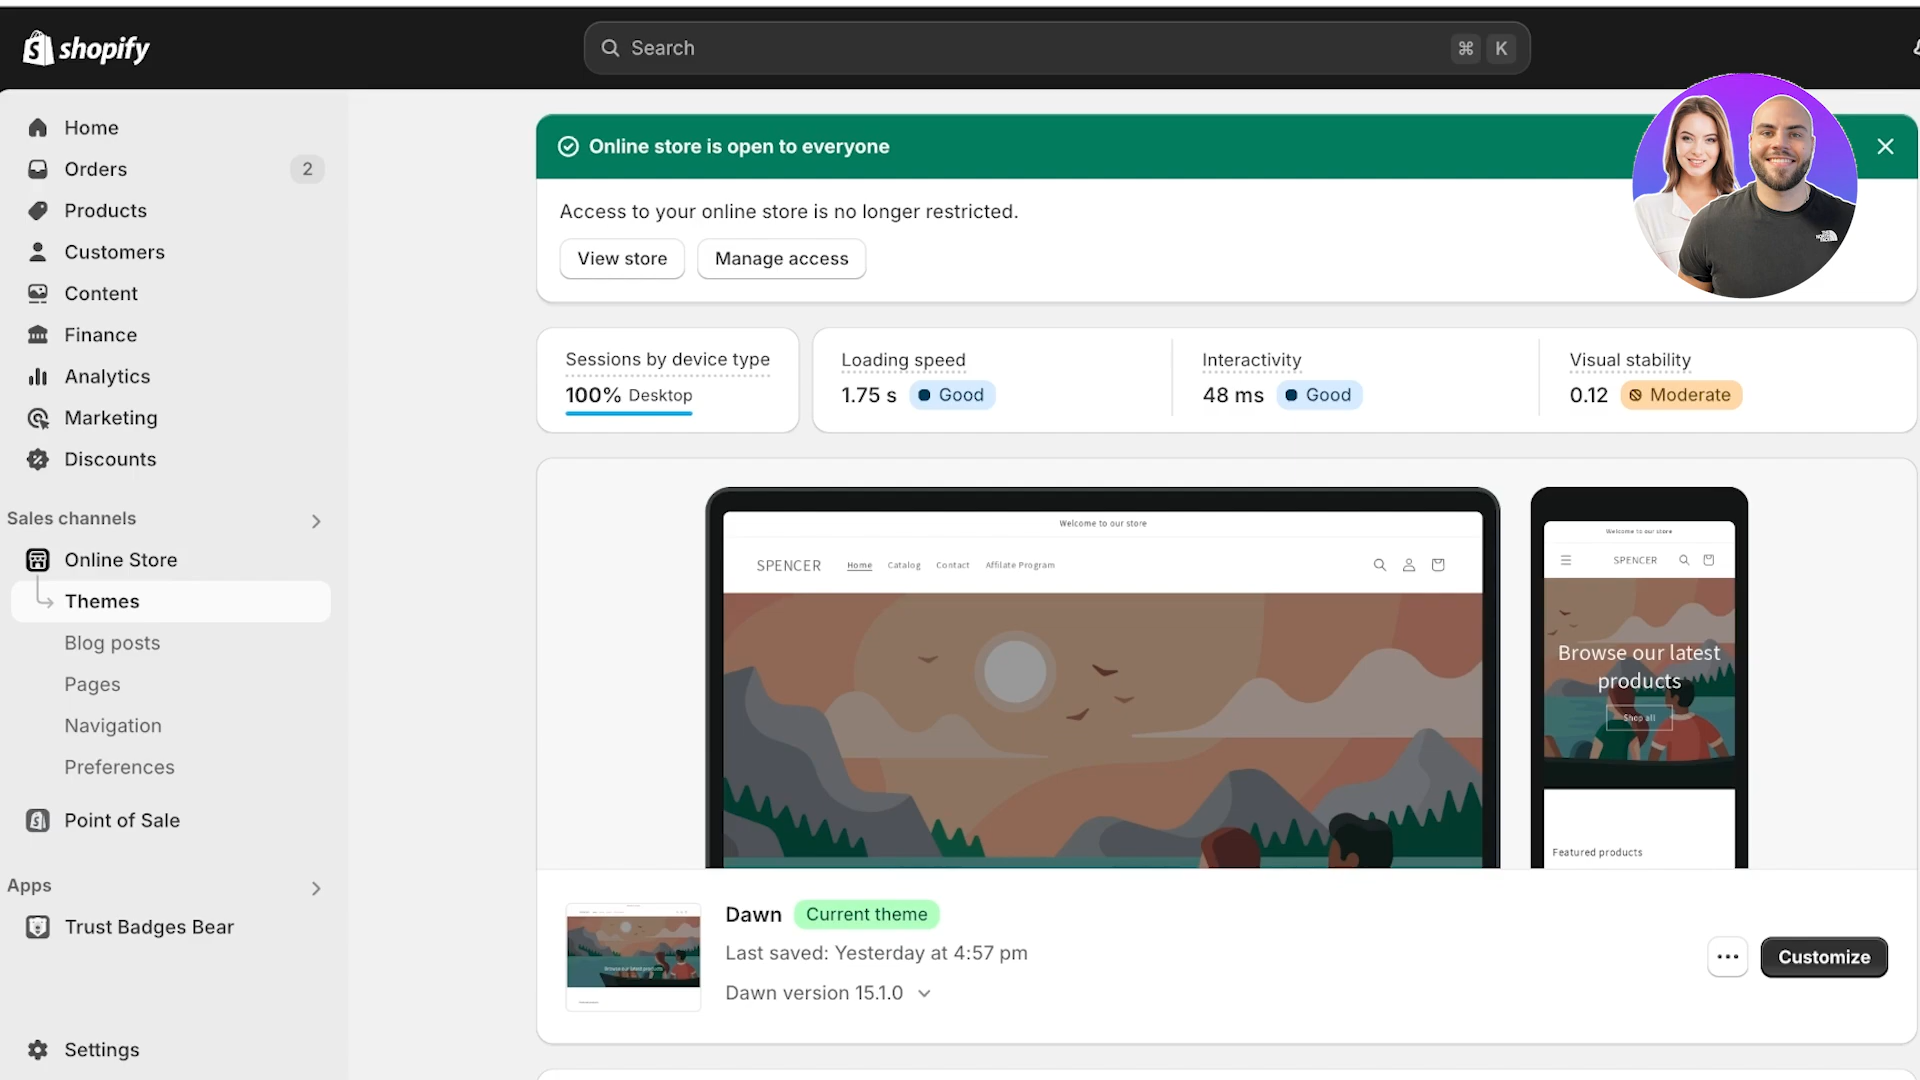 shopify
Search
⌘ K
Home
Orders 2
Products
Customers
Content
Finance
Analytics
Marketing
Discounts
Sales channels
Online Store
Themes
Blog posts
Pages
Navigation
Preferences
Point of Sale
Apps
Trust Badges Bear
Settings
Online store is open to everyone
Access to your online store is no longer restricted.
View store
Manage access
Sessions by device type
100% Desktop
Loading speed
1.75 s Good
Interactivity
48 ms Good
Visual stability
0.12 Moderate
Welcome to our store
SPENCER Home Catalog Contact Affilate Program
Welcome to our store
SPENCER
Browse our latest
products
Shop all
Featured products
Browse our latest products
Dawn Current theme
Last saved: Yesterday at 4:57 pm
Dawn version 15.1.0
Customize